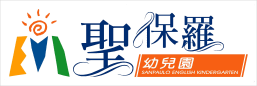 聖保羅
幼兒園
SANPAULO ENGLISH KINDERGARTEN